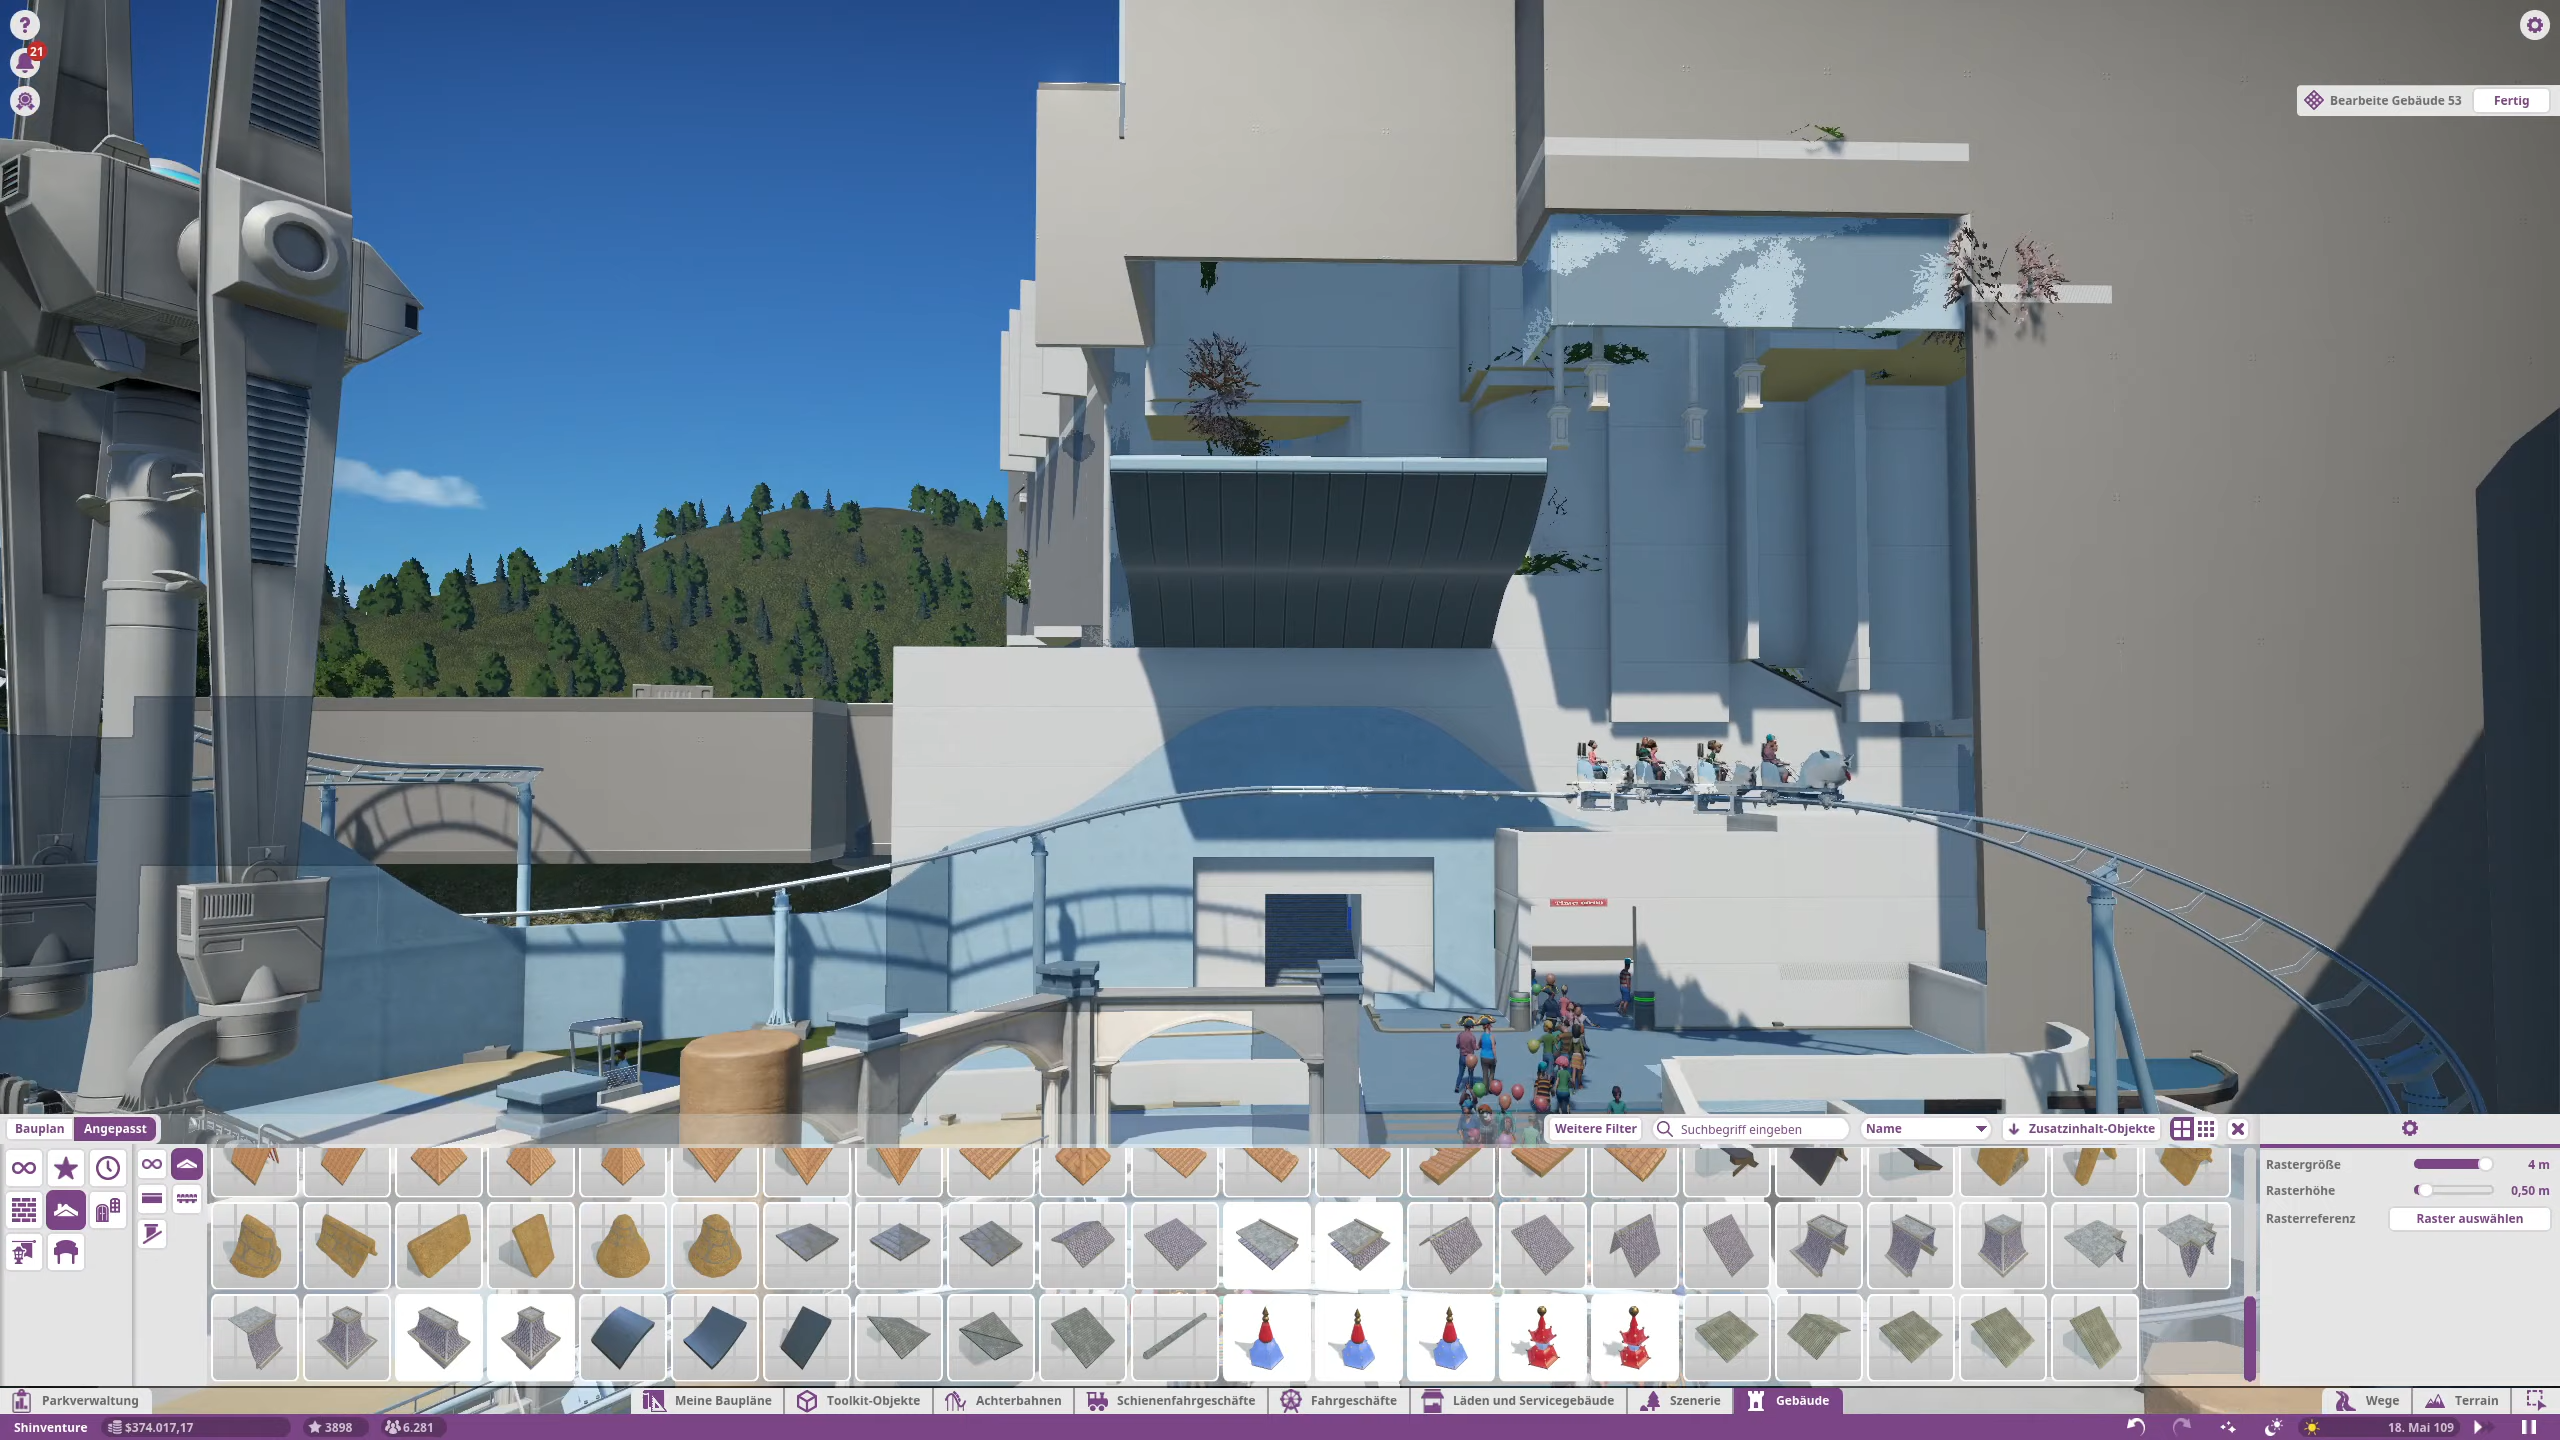 ?
21
Bearbeite Gebäude 53 Fertig
Bauplan Angepasst
Weitere Filter Suchbegriff eingeben Name Zusatzinhalt-Objekte
Rastergröße 4 m
Rasterhöhe 0,50 m
Rasterreferenz Raster auswählen
Parkverwaltung Meine Baupläne Toolkit-Objekte Achterbahnen Schienenfahrgeschäfte Fahrgeschäfte Läden und Servicegebäude Szenerie Gebäude Wege Terrain
Shinventure $374.017,17 3898 6.281 18. Mai 109